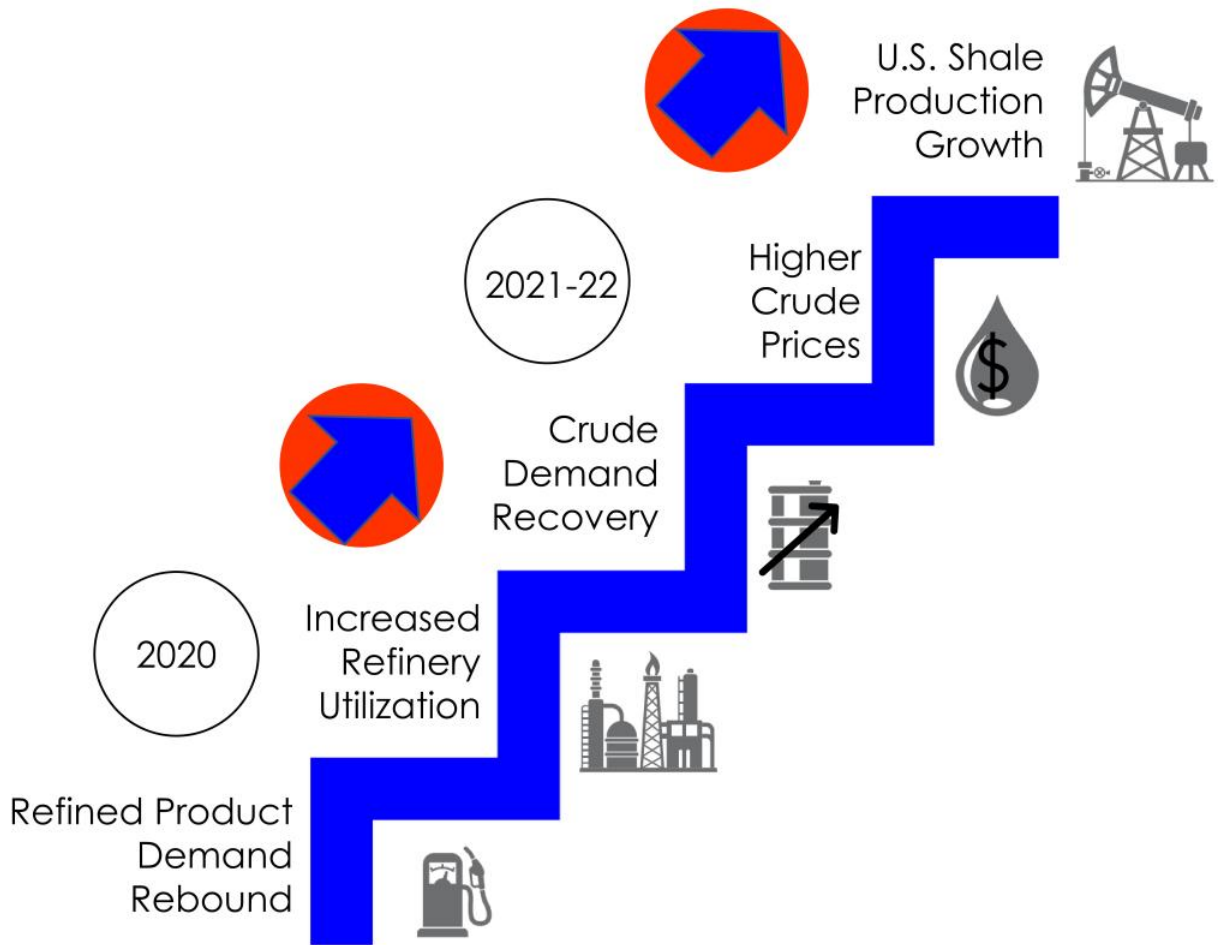 U.S. Shale
Production
Growth
Higher
Crude
Prices
$
2021-22
Crude
Demand
Recovery
2020
Increased
Refinery
Utilization
Refined Product
Demand
Rebound